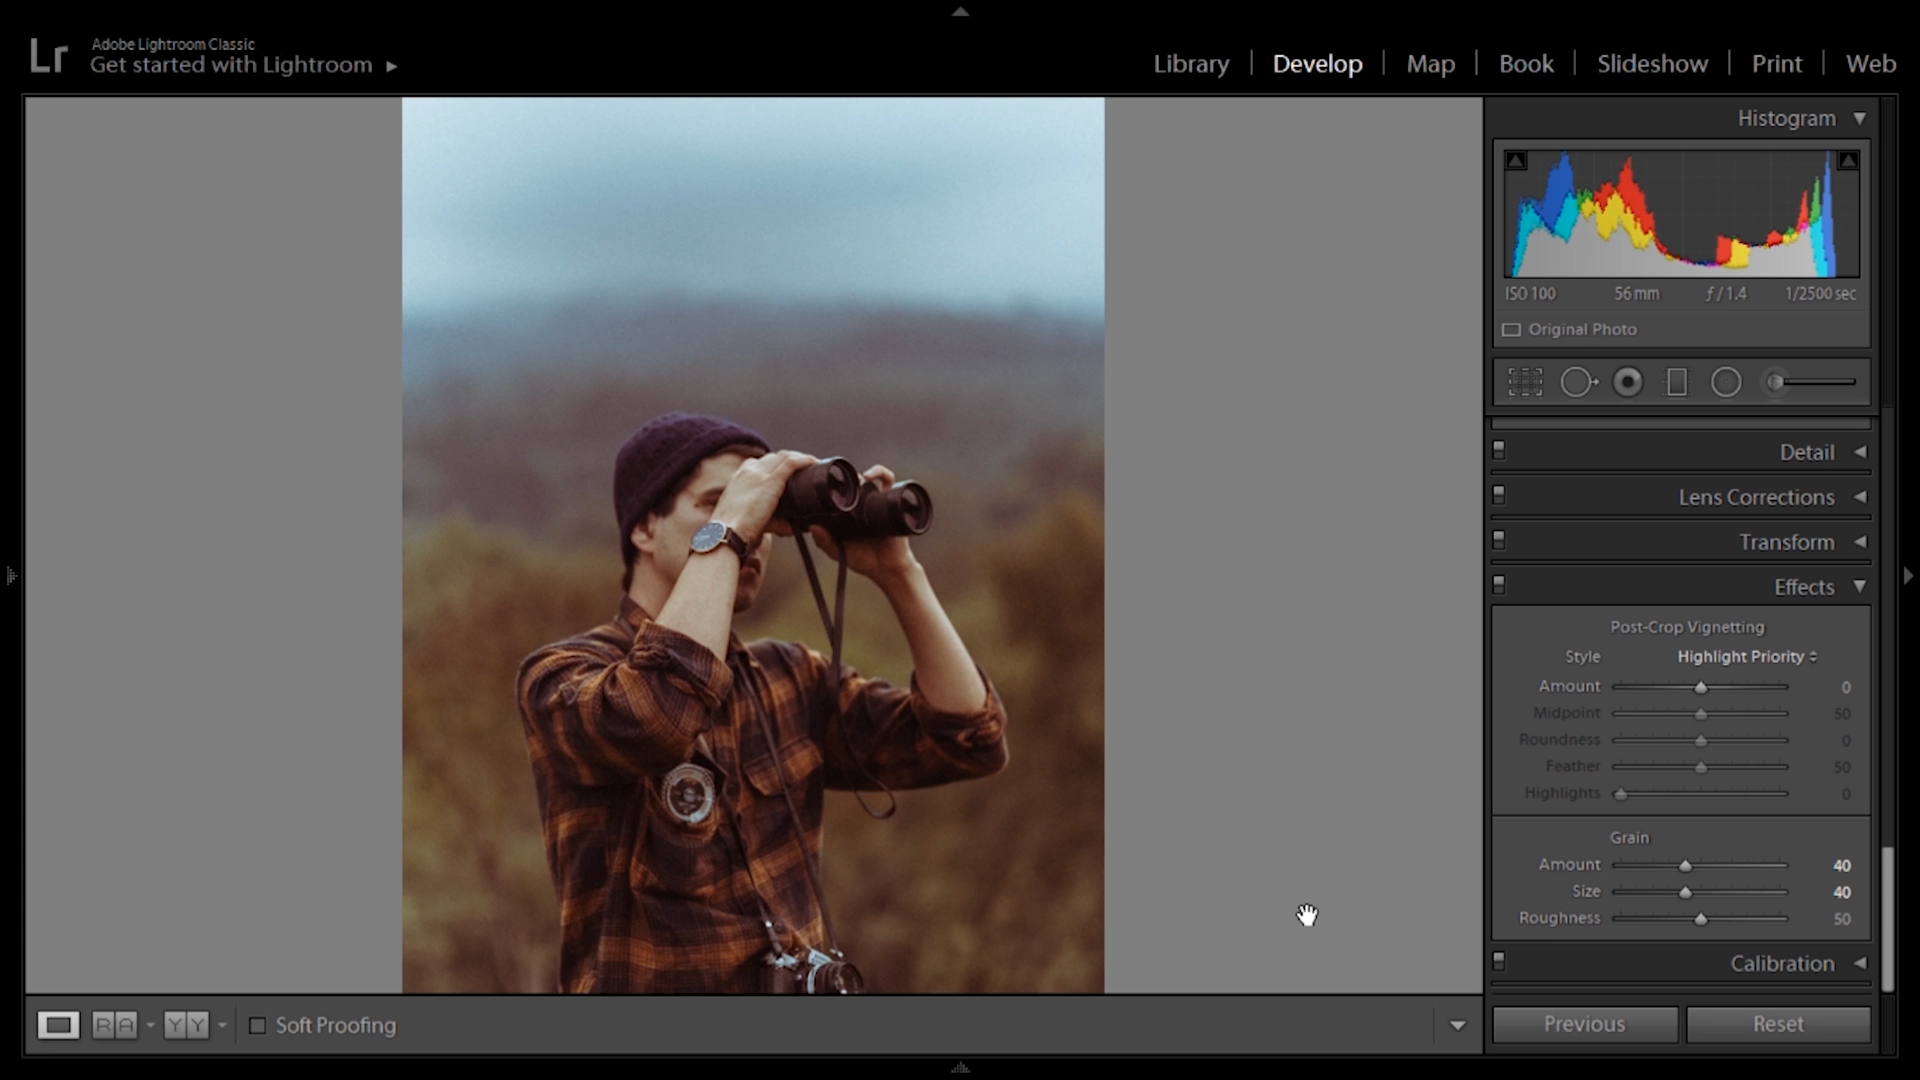 Lr
Adobe Lightroom Classic
Get started with Lightroom
Library
Develop
Map
Book
Slideshow
Print
Web
Histogram
ISO 100
56 mm
ƒ / 1.4
1/2500 sec
Original Photo
Detail
Lens Corrections
Transform
Effects
Post-Crop Vignetting
Style Highlight Priority
Amount 0
Midpoint 50
Roundness 0
Feather 50
Highlights 0
Grain
Amount 40
Size 40
Roughness 50
Calibration
R A
Y Y
Soft Proofing
Previous
Reset